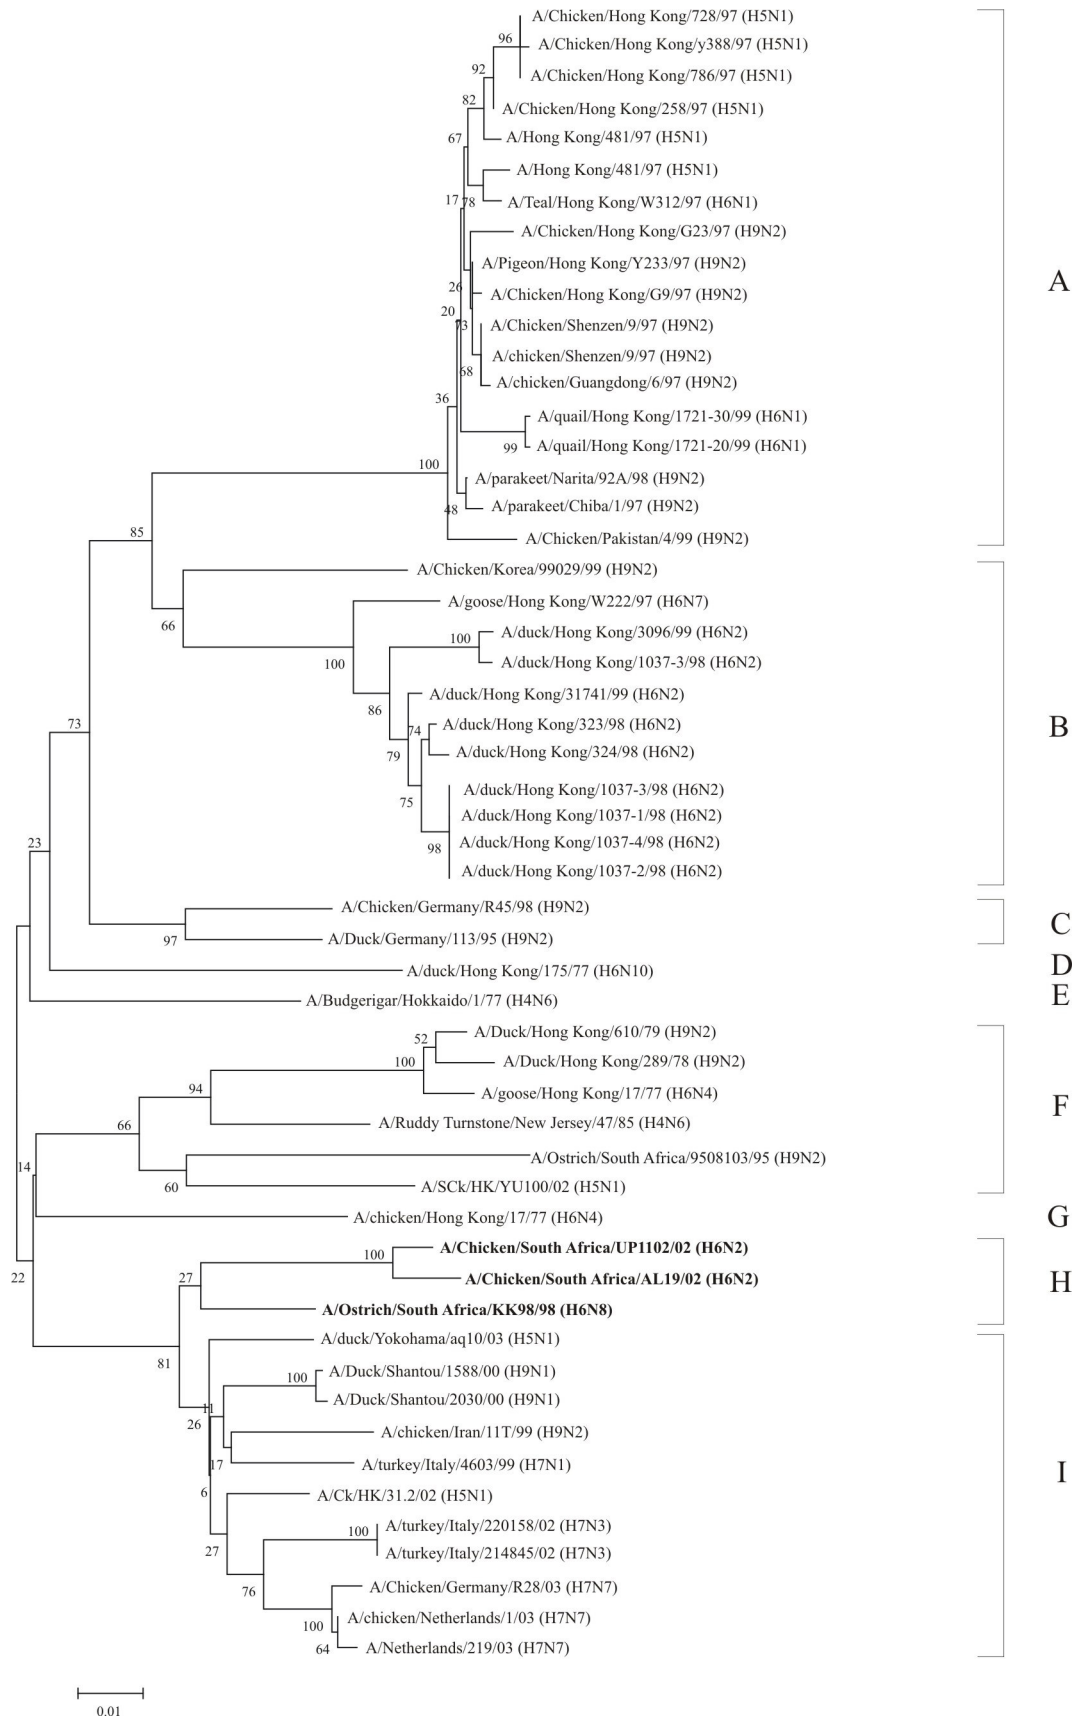 A/Chicken/Hong Kong/728/97 (H5N1)
96
A/Chicken/Hong Kong/y388/97 (H5N1)
92
A/Chicken/Hong Kong/786/97 (H5N1)
82
A/Chicken/Hong Kong/258/97 (H5N1)
67
A/Hong Kong/481/97 (H5N1)
A/Hong Kong/481/97 (H5N1)
17
78
A/Teal/Hong Kong/W312/97 (H6N1)
A/Chicken/Hong Kong/G23/97 (H9N2)
A/Pigeon/Hong Kong/Y233/97 (H9N2)
A
26
A/Chicken/Hong Kong/G9/97 (H9N2)
20
73
A/Chicken/Shenzen/9/97 (H9N2)
A/chicken/Shenzen/9/97 (H9N2)
68
A/chicken/Guangdong/6/97 (H9N2)
36
A/quail/Hong Kong/1721-30/99 (H6N1)
99
A/quail/Hong Kong/1721-20/99 (H6N1)
100
A/parakeet/Narita/92A/98 (H9N2)
48
A/parakeet/Chiba/1/97 (H9N2)
85
A/Chicken/Pakistan/4/99 (H9N2)
A/Chicken/Korea/99029/99 (H9N2)
66
A/goose/Hong Kong/W222/97 (H6N7)
100
A/duck/Hong Kong/3096/99 (H6N2)
100
A/duck/Hong Kong/1037-3/98 (H6N2)
86
A/duck/Hong Kong/31741/99 (H6N2)
73
74
A/duck/Hong Kong/323/98 (H6N2)
B
79
A/duck/Hong Kong/324/98 (H6N2)
A/duck/Hong Kong/1037-3/98 (H6N2)
75
A/duck/Hong Kong/1037-1/98 (H6N2)
23
98
A/duck/Hong Kong/1037-4/98 (H6N2)
A/duck/Hong Kong/1037-2/98 (H6N2)
A/Chicken/Germany/R45/98 (H9N2)
C
97
A/Duck/Germany/113/95 (H9N2)
A/duck/Hong Kong/175/77 (H6N10)
D
A/Budgerigar/Hokkaido/1/77 (H4N6)
E
A/Duck/Hong Kong/610/79 (H9N2)
52
100
A/Duck/Hong Kong/289/78 (H9N2)
94
A/goose/Hong Kong/17/77 (H6N4)
F
66
A/Ruddy Turnstone/New Jersey/47/85 (H4N6)
14
A/Ostrich/South Africa/9508103/95 (H9N2)
60
A/SCk/HK/YU100/02 (H5N1)
A/chicken/Hong Kong/17/77 (H6N4)
G
A/Chicken/South Africa/UP1102/02 (H6N2)
100
22
27
A/Chicken/South Africa/AL19/02 (H6N2)
H
A/Ostrich/South Africa/KK98/98 (H6N8)
A/duck/Yokohama/aq10/03 (H5N1)
81
A/Duck/Shantou/1588/00 (H9N1)
100
A/Duck/Shantou/2030/00 (H9N1)
11
26
A/chicken/Iran/11T/99 (H9N2)
17
A/turkey/Italy/4603/99 (H7N1)
I
6
A/Ck/HK/31.2/02 (H5N1)
A/turkey/Italy/220158/02 (H7N3)
100
27
A/turkey/Italy/214845/02 (H7N3)
76
A/Chicken/Germany/R28/03 (H7N7)
A/chicken/Netherlands/1/03 (H7N7)
100
64
A/Netherlands/219/03 (H7N7)
0.01